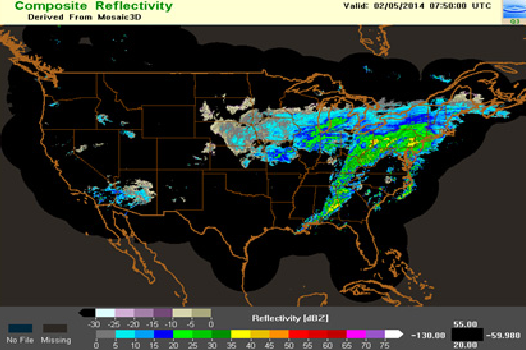 Composite Reflectivity
Derived From Mosaic3D
Valid: 02/05/2014 07:50:00 UTC
Reflectivity [dBZ]
-30 -25 -20 -15 -10 -5
0 5 10 15 20 25 30 35 40 45 50 55 60 65 70 75
No File Missing
-130.00 55.00 -59.980
20.00